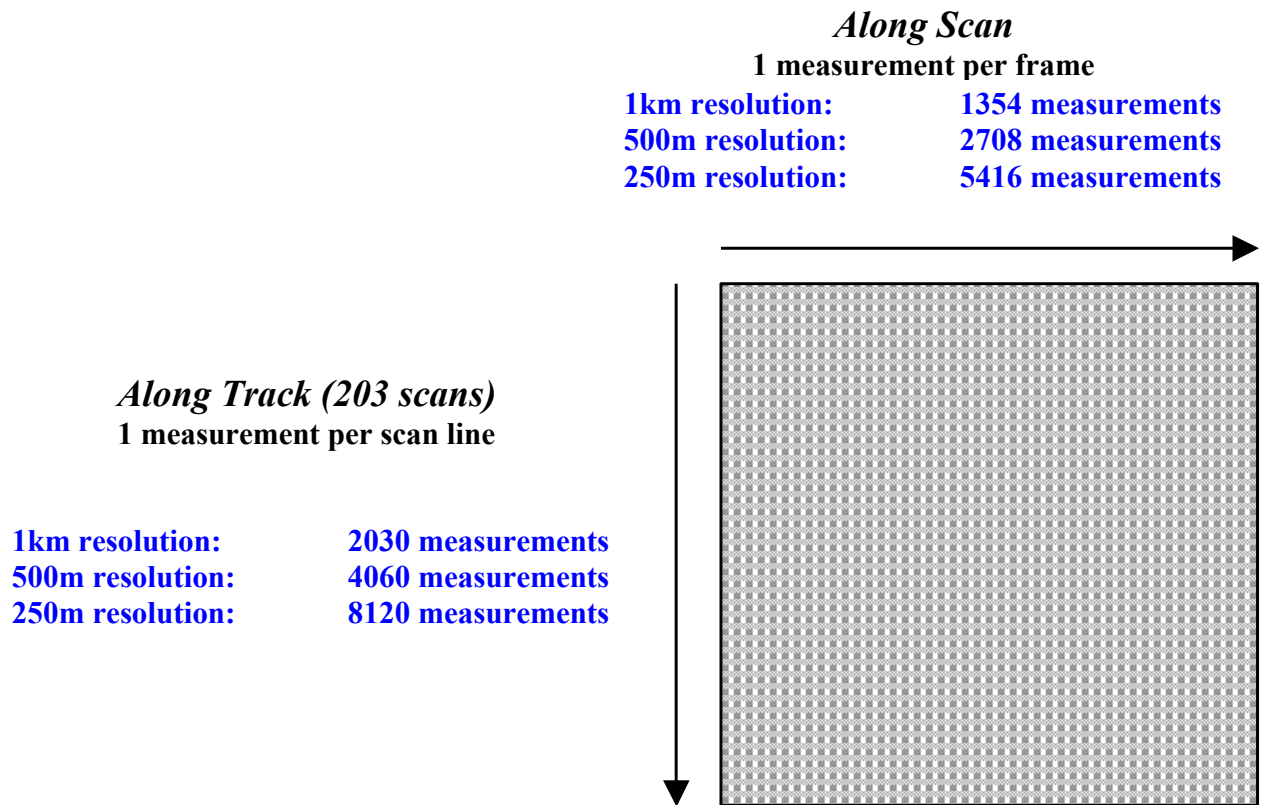 Along Scan
1 measurement per frame
1km resolution: 1354 measurements
500m resolution: 2708 measurements
250m resolution: 5416 measurements
Along Track (203 scans)
1 measurement per scan line
1km resolution: 2030 measurements
500m resolution: 4060 measurements
250m resolution: 8120 measurements